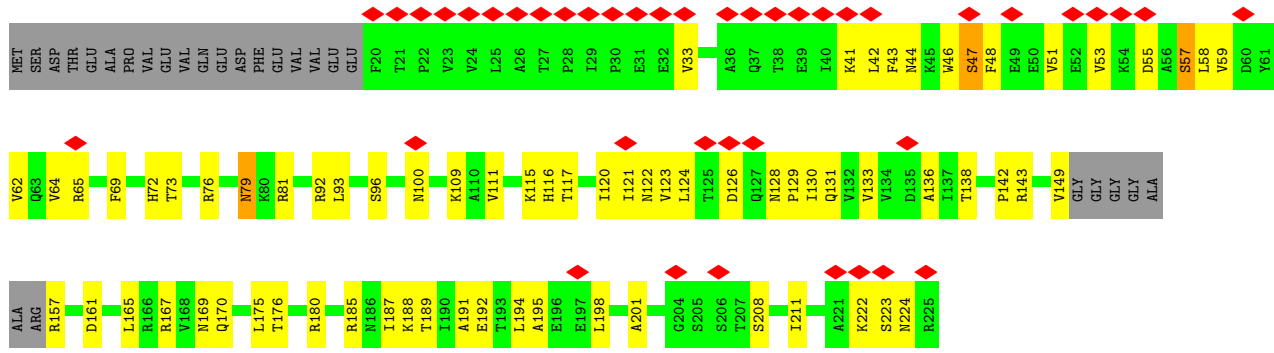 MET SER ASP THR GLU ALA PRO VAL GLU VAL VAL GLN GLU ASP PHE GLU VAL VAL GLU GLU F20 T21 P22 V23 V24 L25 A26 T27 P28 I29 P30 E31 E32 V33 A36 Q37 T38 E39 I40 K41 L42 F43 N44 K45 W46 S47 F48 E49 E50 V51 E52 V53 K54 D55 A56 S57 L58 V59 D60 Y61
V62 Q63 V64 R65 F69 H72 T73 R76 N79 K80 R81 R92 L93 S96 N100 K109 A110 V111 K115 H116 T117 I120 I121 N122 V123 L124 T125 D126 Q127 N128 P129 I130 Q131 V132 V133 V134 D135 A136 I137 T138 P142 R143 V149 GLY GLY GLY GLY ALA
ALA ARG R157 D161 L165 R166 R167 V168 N169 Q170 L175 T176 R180 R185 N186 I187 K188 T189 I190 A191 E192 T193 L194 A195 E196 E197 L198 A201 G204 S205 S206 T207 S208 I211 A221 K222 S223 N224 R225